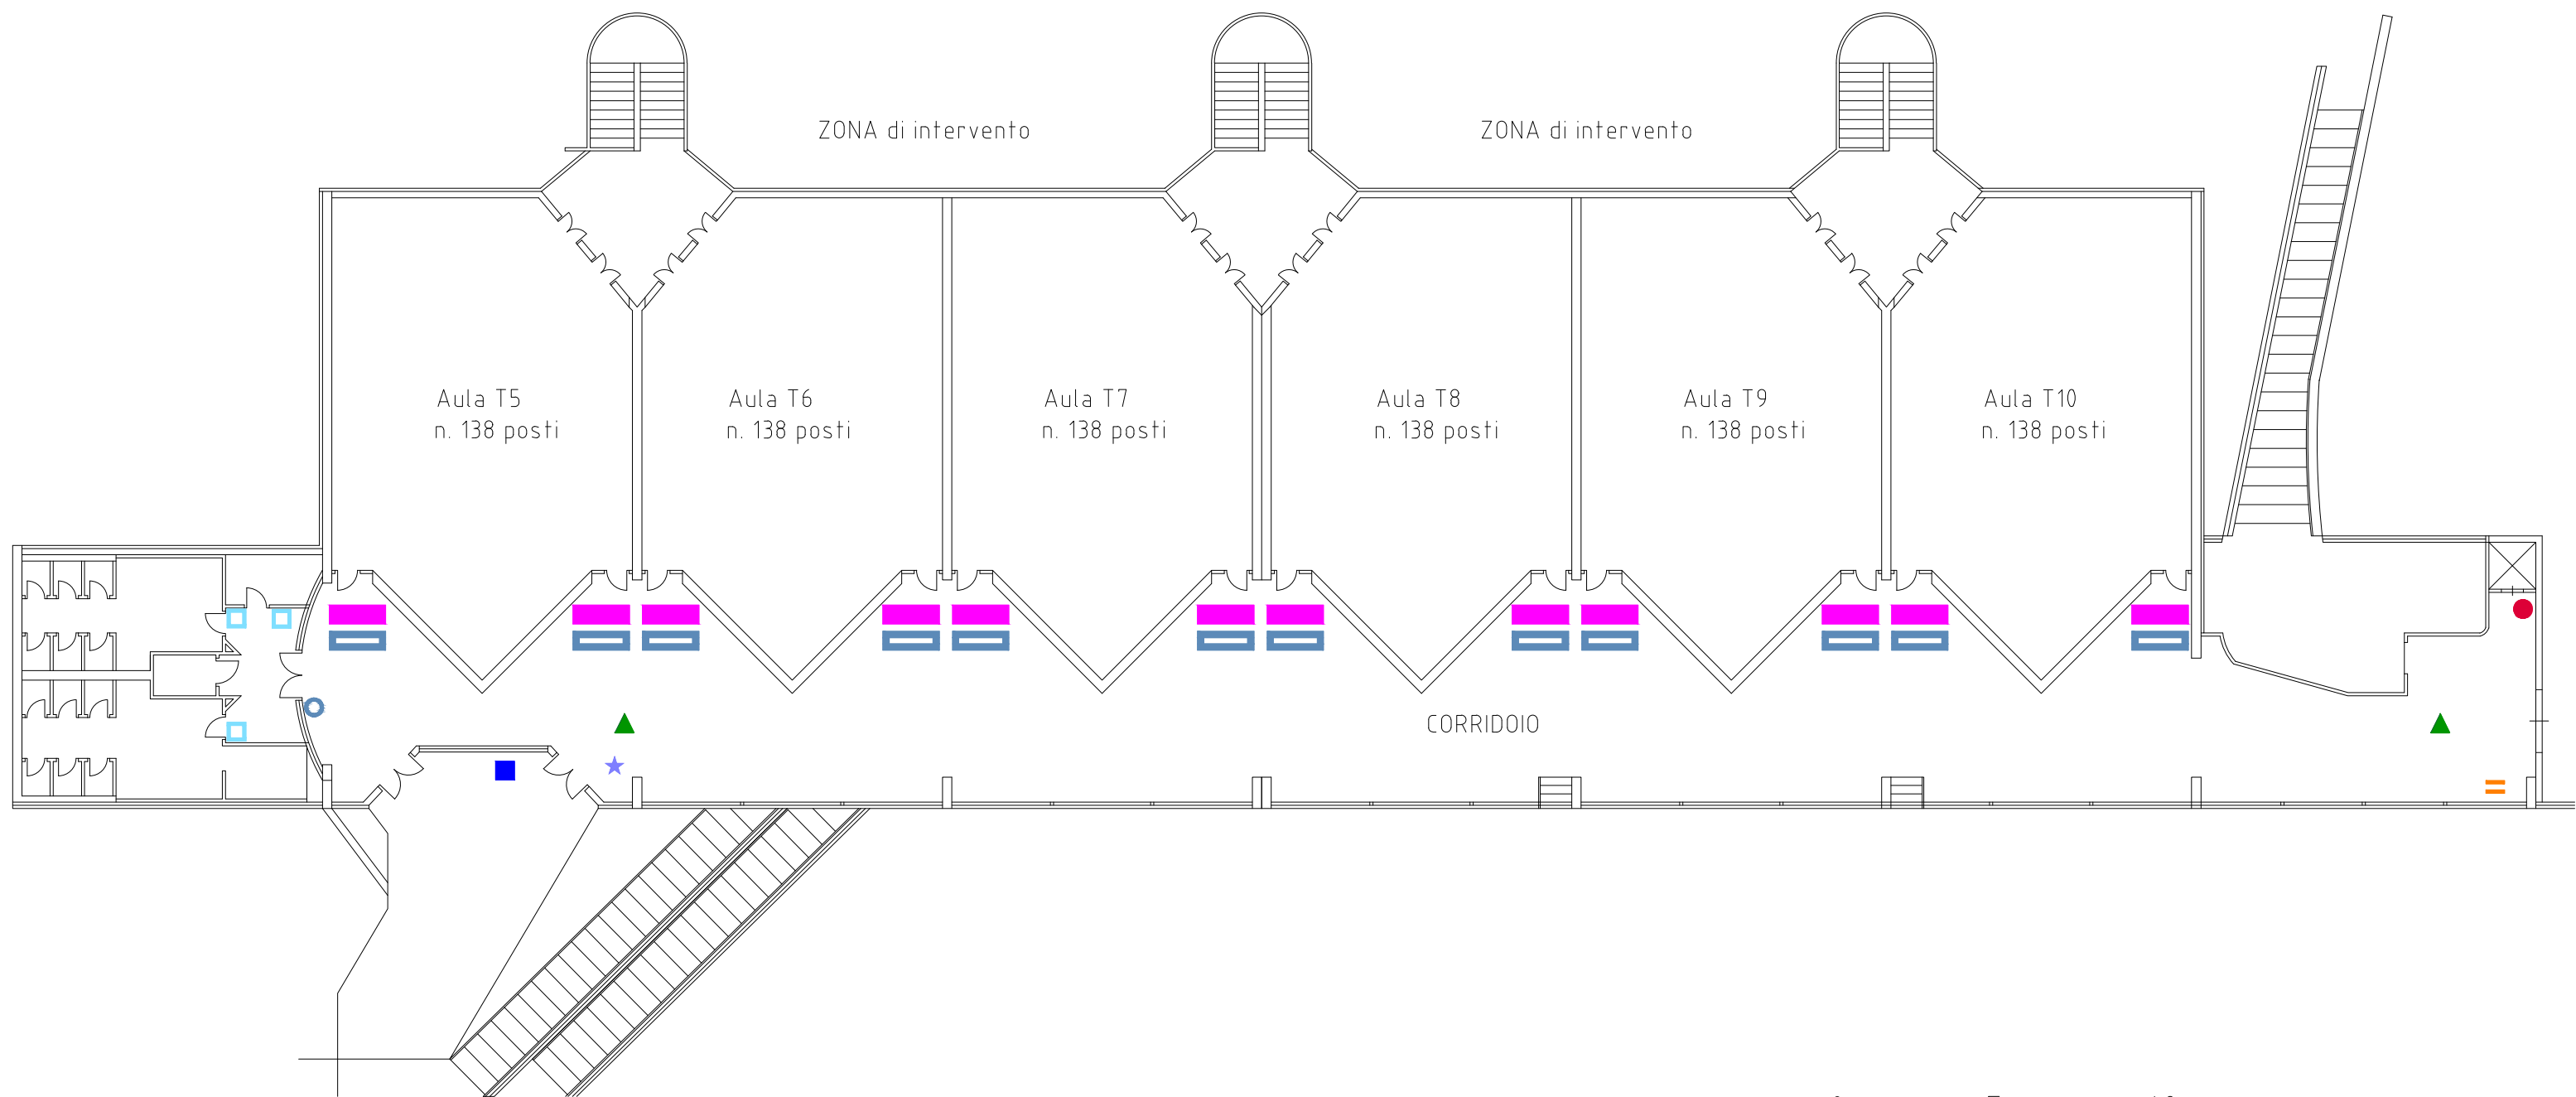 ZONA di intervento
ZONA di intervento
Aula T5
n. 138 posti
Aula T6
n. 138 posti
Aula T7
n. 138 posti
Aula T8
n. 138 posti
Aula T9
n. 138 posti
Aula T10
n. 138 posti
CORRIDOIO